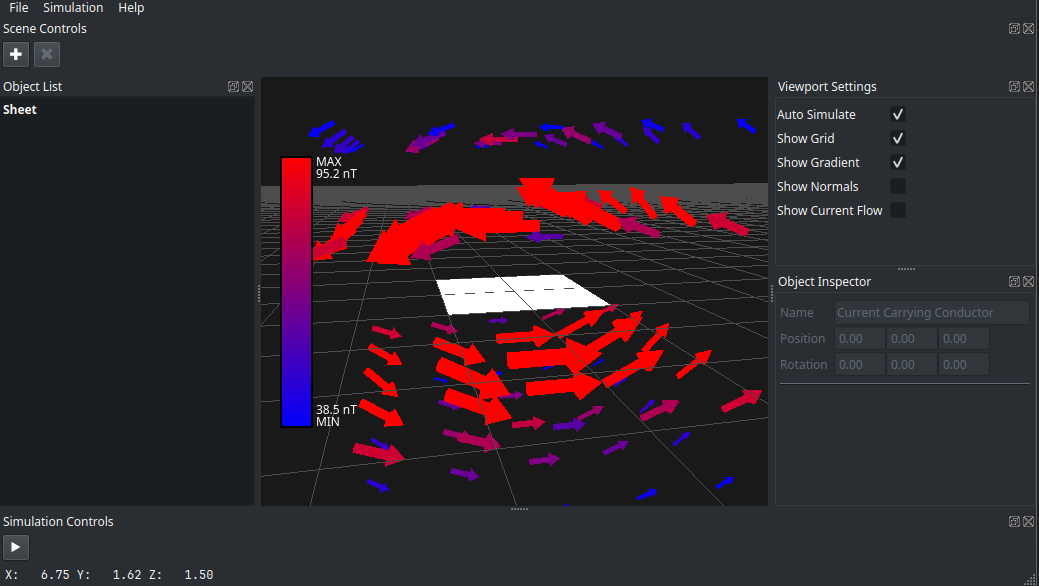 File Simulation Help
Scene Controls
Object List
Sheet
MAX
95.2 nT
38.5 nT
MIN
Viewport Settings
Auto Simulate
Show Grid
Show Gradient
Show Normals
Show Current Flow
Object Inspector
Name Current Carrying Conductor
Position 0.00 0.00 0.00
Rotation 0.00 0.00 0.00
Simulation Controls
X: 6.75 Y: 1.62 Z: 1.50